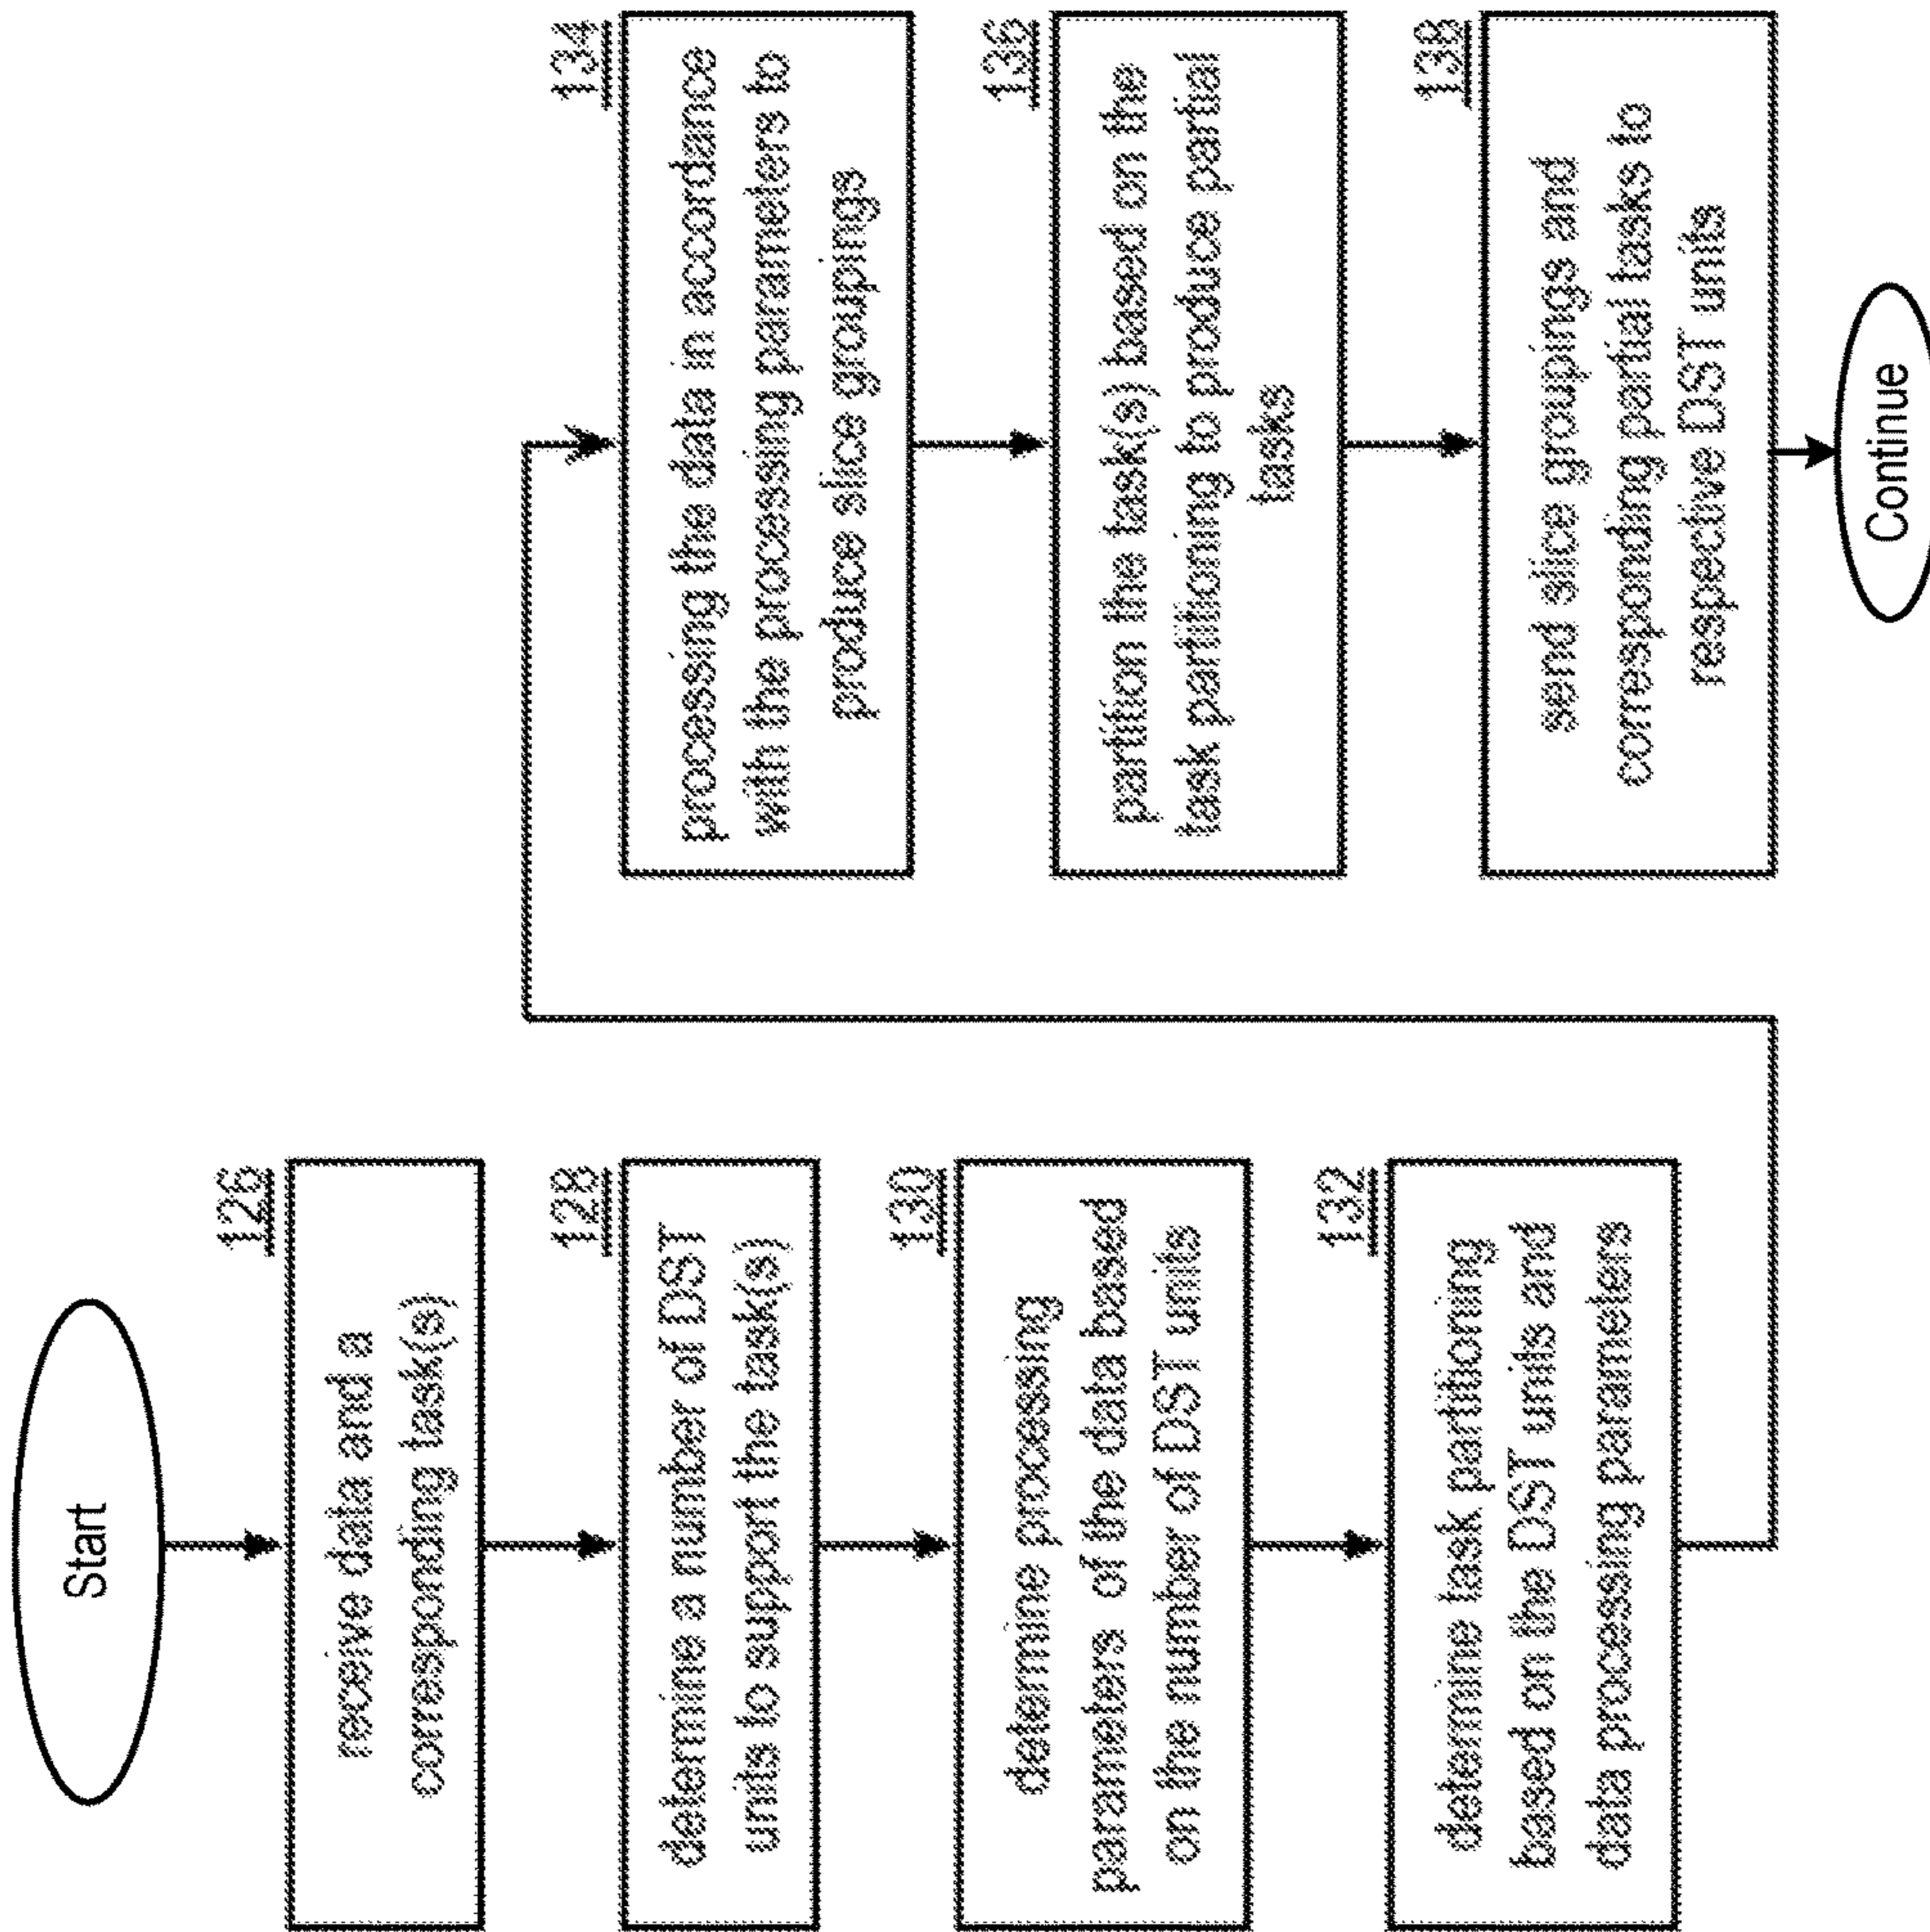 Start
126
receive data and a
corresponding task(s)
128
determine a number of DST
units to support the task(s)
130
determine processing
parameters of the data based
on the number of DST units
132
determine task partitioning
based on the DST units and
data processing parameters
134
processing the data in accordance
with the processing parameters to
produce slice groupings
136
partition the task(s) based on the
task partitioning to produce partial
tasks
138
send slice groupings and
corresponding partial tasks to
respective DST units
Continue